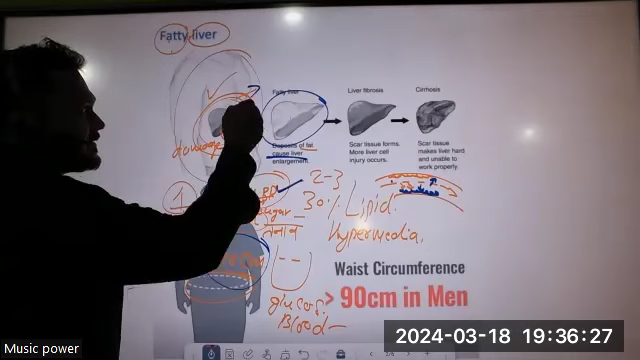 Fatty liver
Fatty liver
Liver fibrosis
Cirrhosis
Deposits of fat
cause liver
enlargement.
Scar tissue forms.
More liver cell
injury occurs.
Scar tissue
makes liver hard
and unable to
work properly.
damage
1
2-3
30% Lipid
Hypermedia,
Waist Circumference
> 90cm in Men
glucose
Blood
2024-03-18 19:36:27
Music power